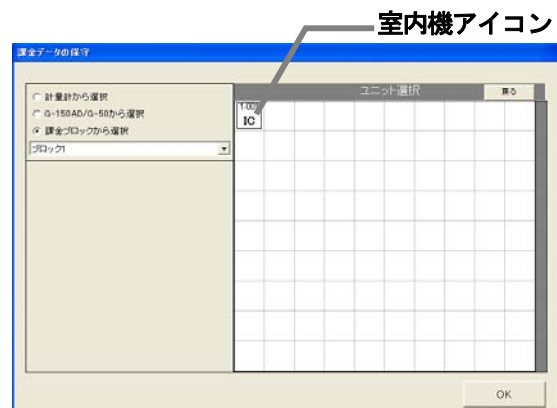 室内機アイコン
課金データの保守
ユニット選択
戻る
計量計から選択
G-150AD/G-50から選択
課金ブロックから選択
ブロック1
IC
OK